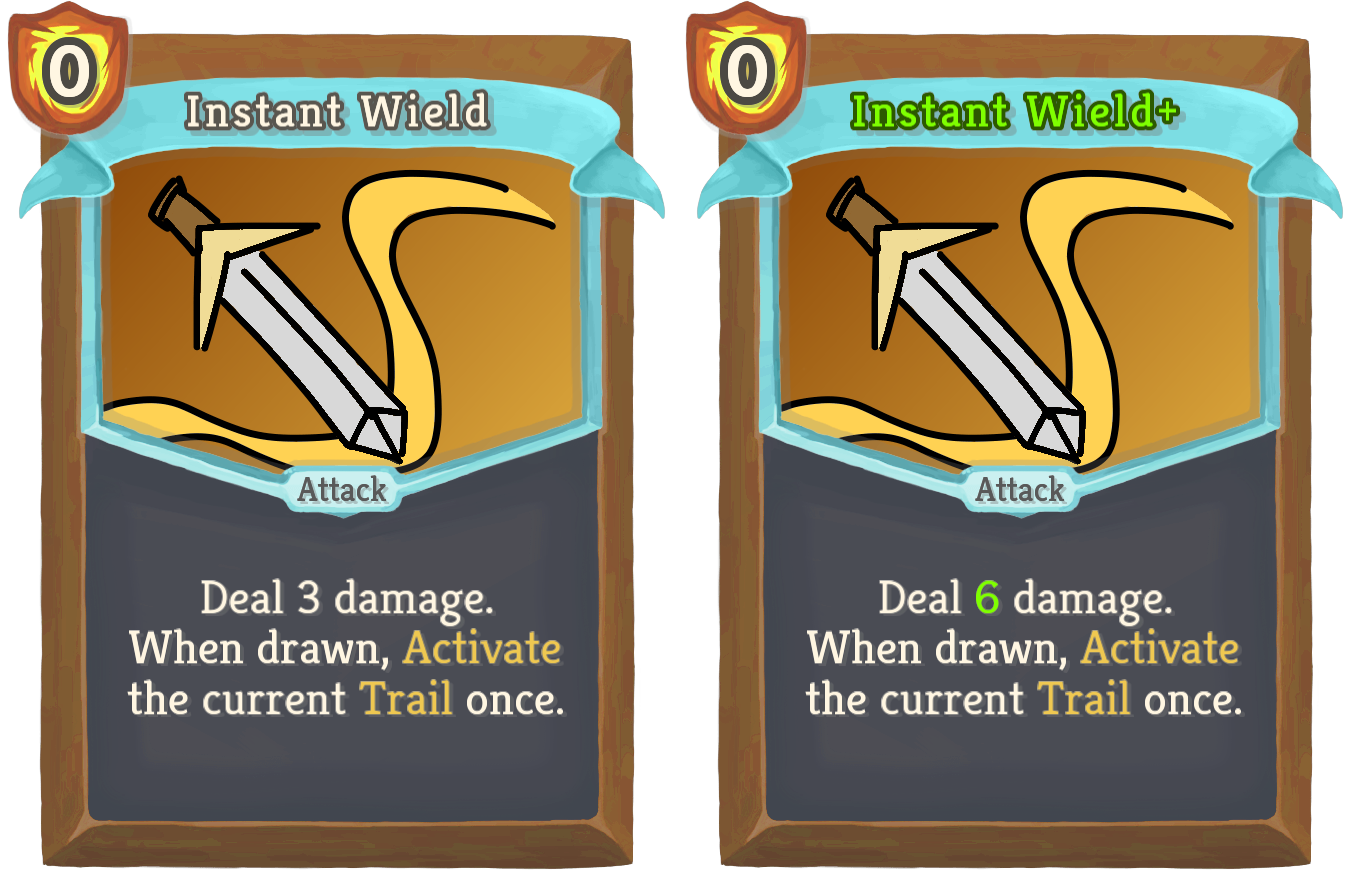 0
Instant Wield
Attack
Deal 3 damage.
When drawn, Activate
the current Trail once.
0
Instant Wield+
Attack
Deal 6 damage.
When drawn, Activate
the current Trail once.